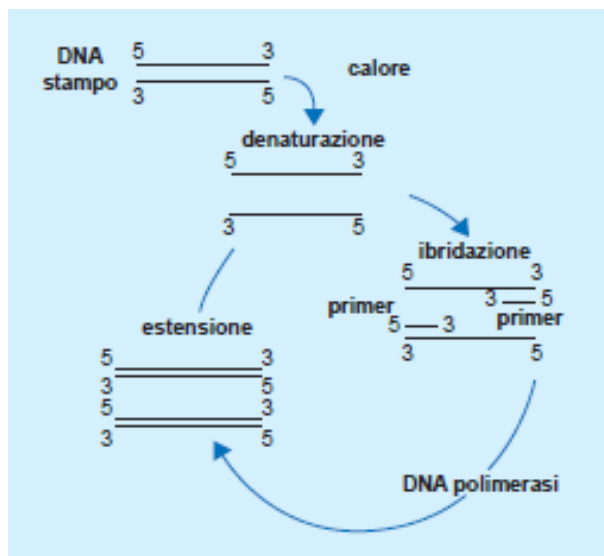 DNA
stampo
5 3
3 5
calore
denaturazione
5 3
3 5
ibridazione
5 3
3 5
primer
primer
5 3
3 5
estensione
5 3
3 5
5 3
3 5
DNA polimerasi